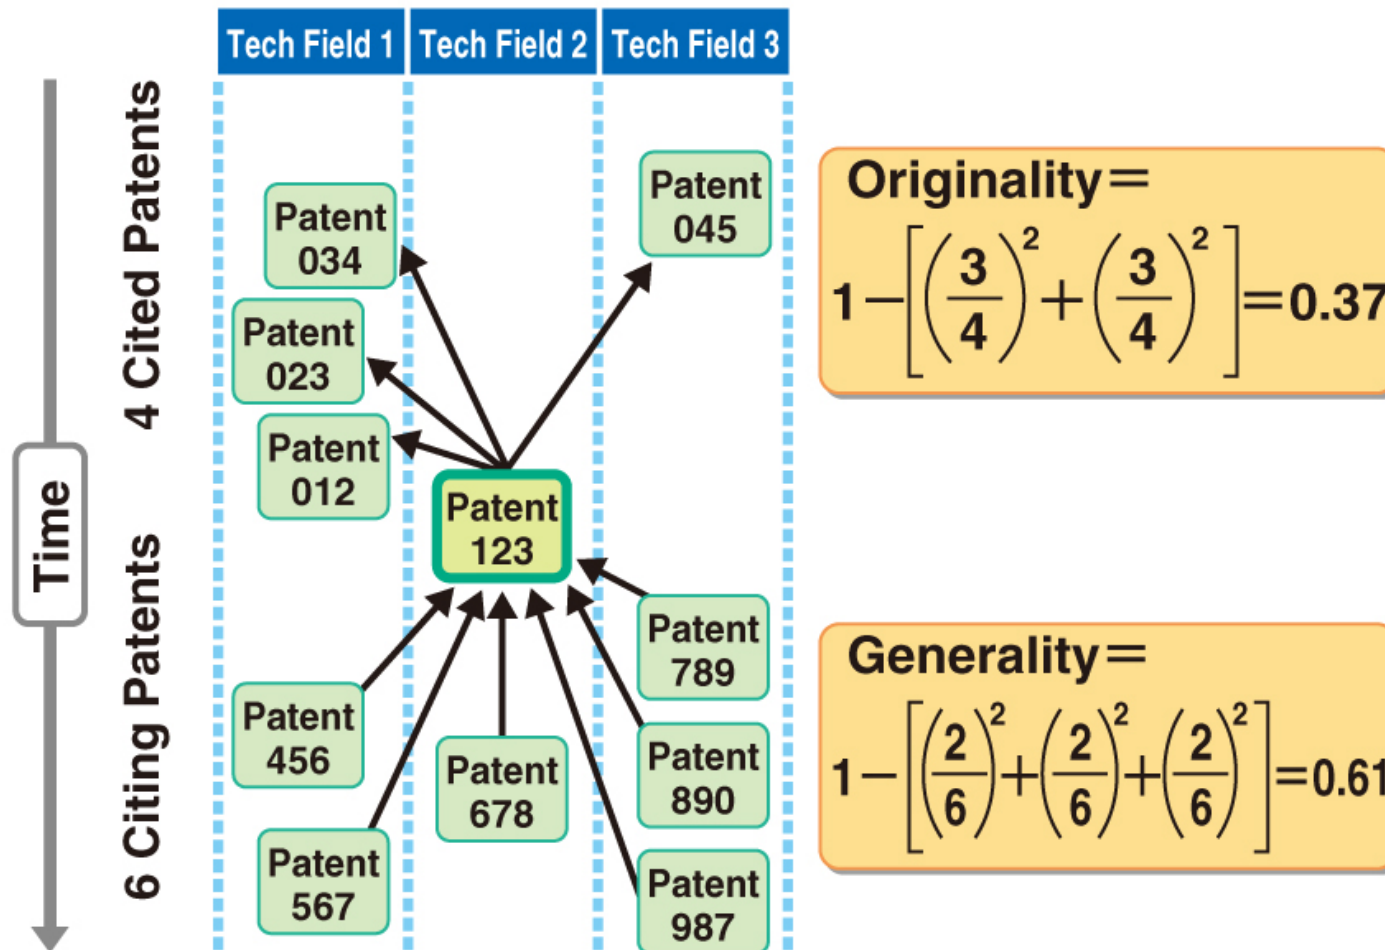 Tech Field 1 Tech Field 2 Tech Field 3
4 Cited Patents
6 Citing Patents
Time
Patent
034
Patent
045
Patent
023
Patent
012
Patent
123
Patent
789
Patent
456
Patent
678
Patent
890
Patent
567
Patent
987
Originality=
1−[(3/4)²+(3/4)²]=0.37
Generality=
1−[(2/6)²+(2/6)²+(2/6)²]=0.61